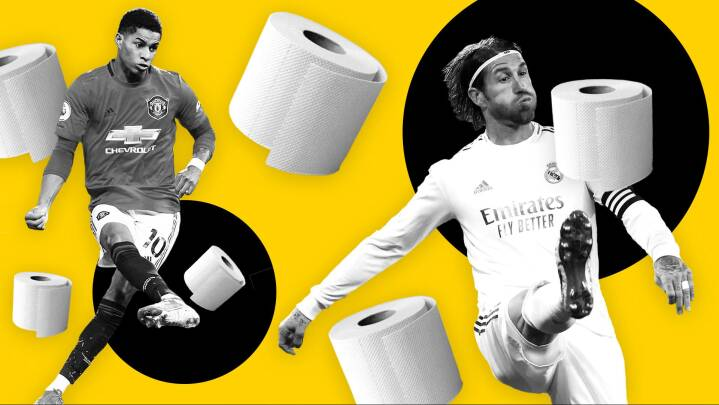 CHEVROLET
10
adidas
Emirates
FLY BETTER